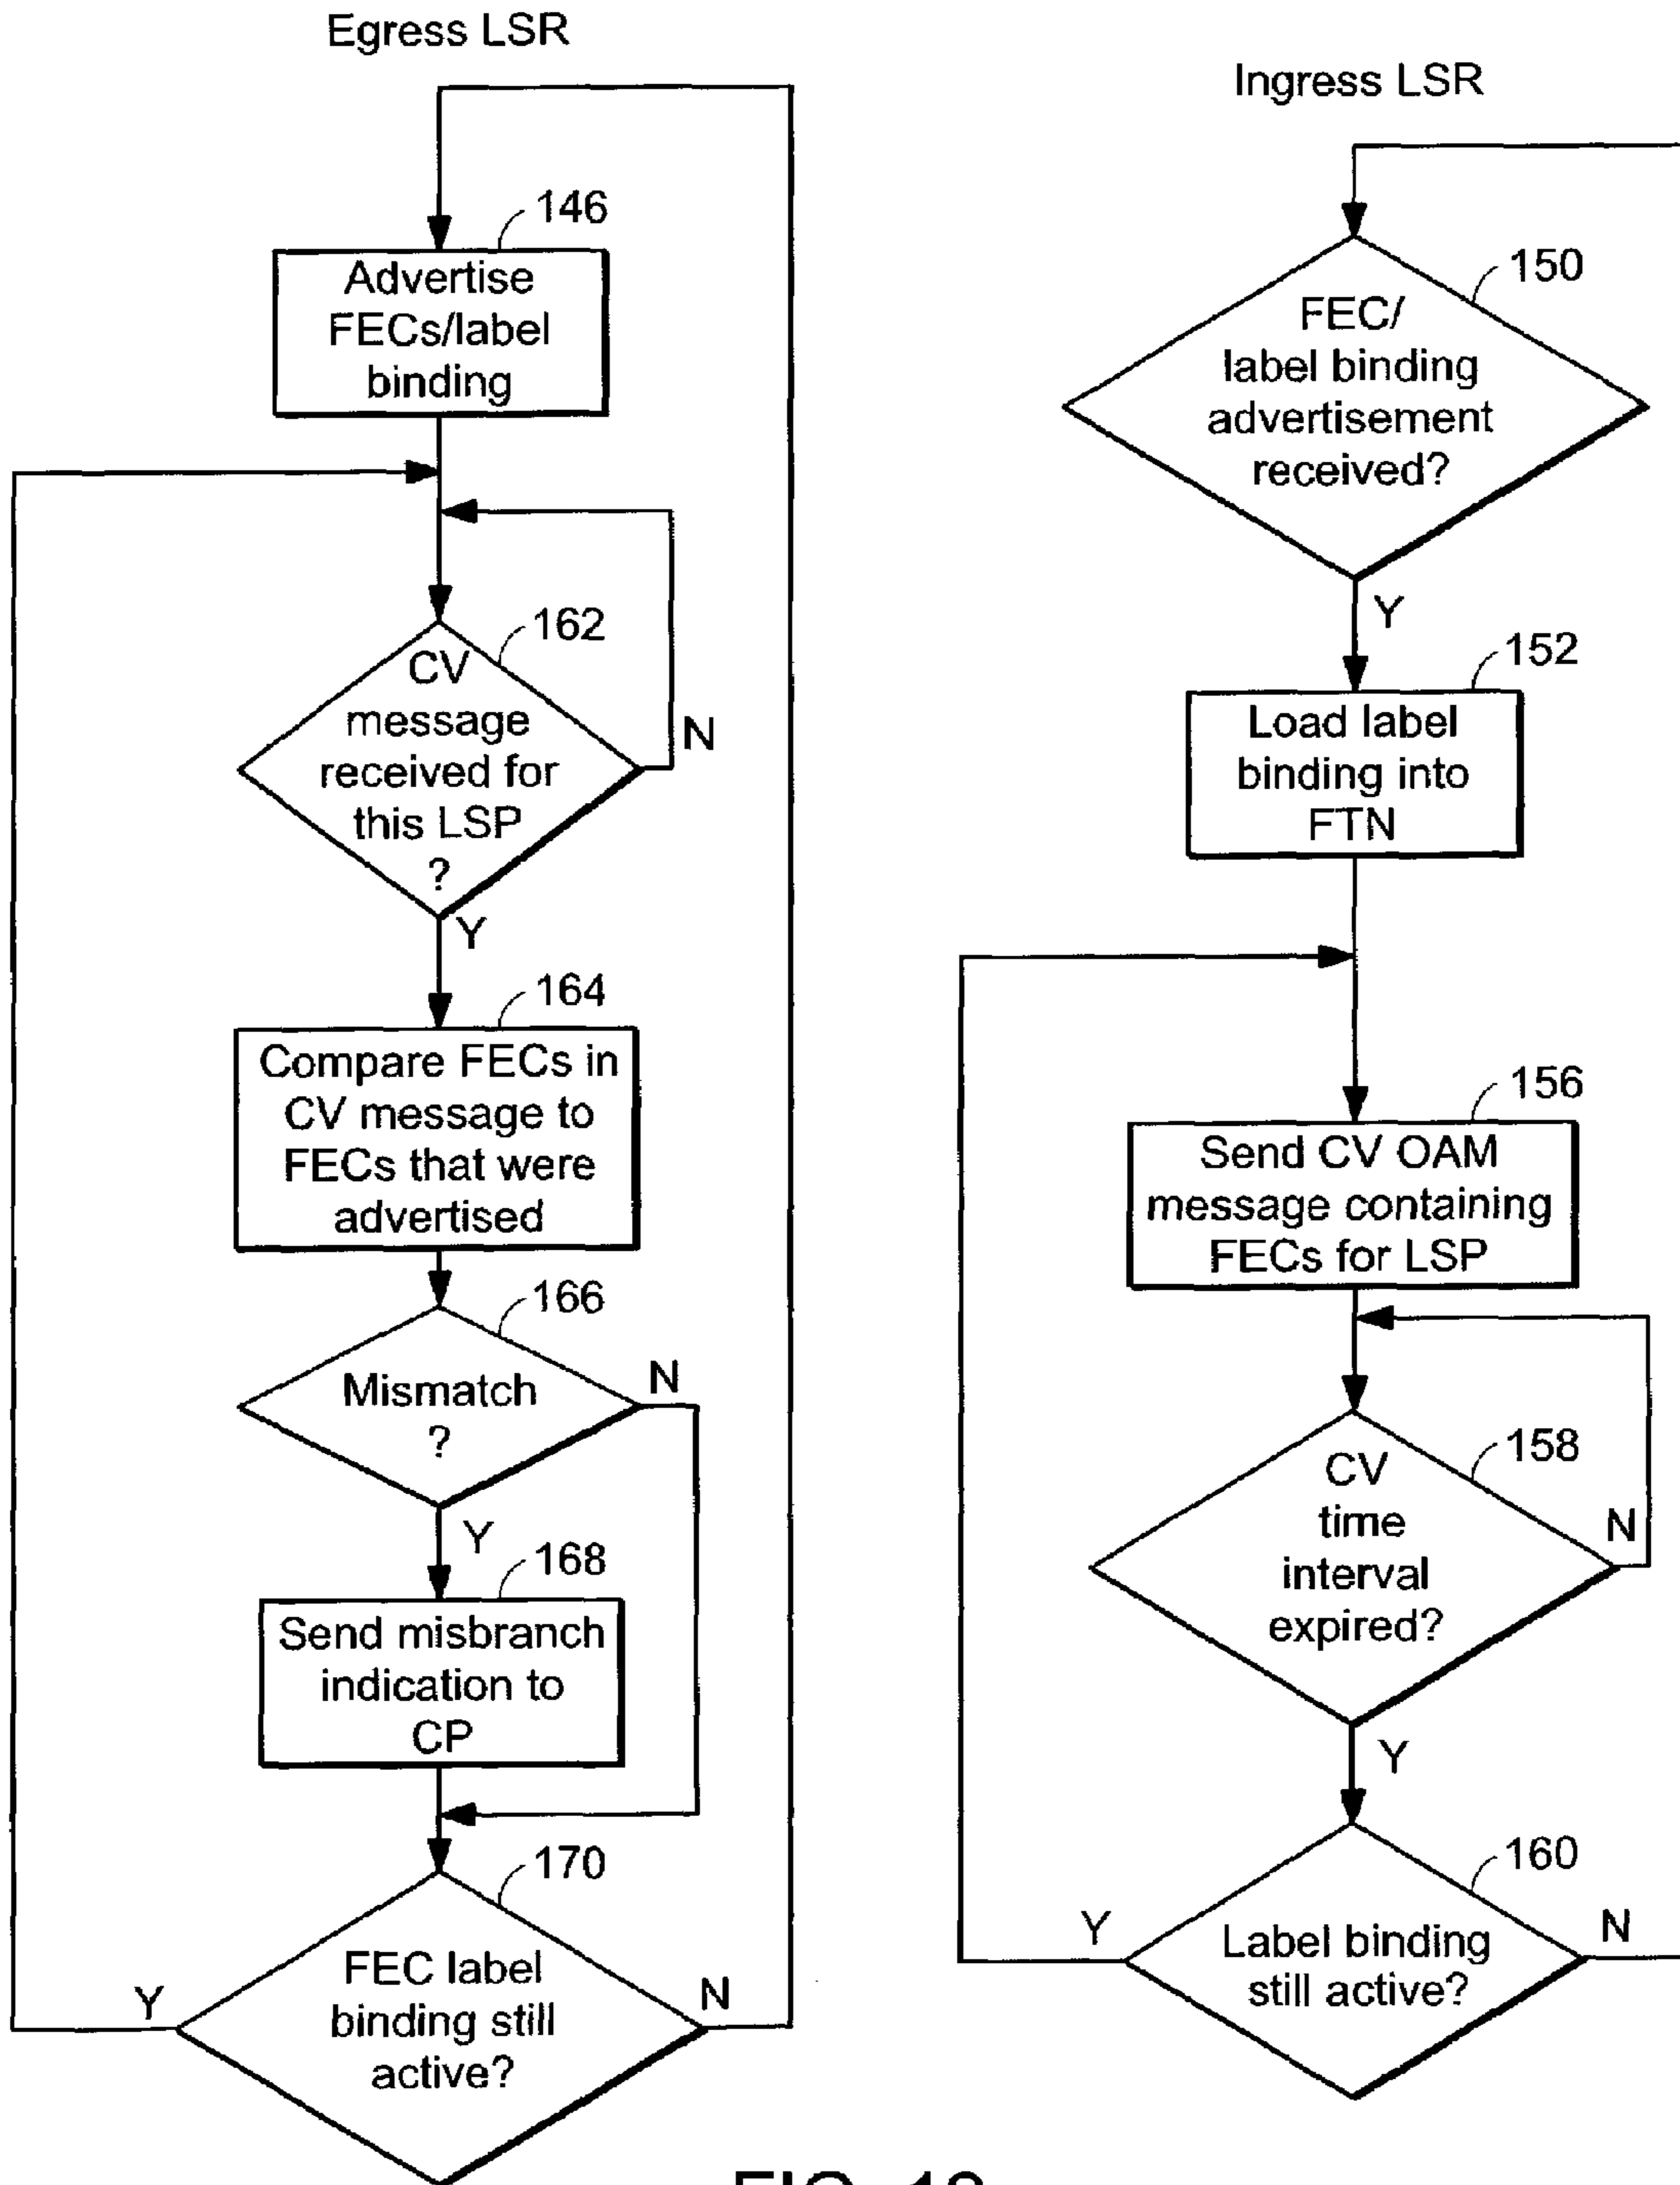 Egress LSR
146
Advertise
FECs/label
binding
162
CV
message
received for
this LSP
?
N
Y
164
Compare FECs in
CV message to
FECs that were
advertised
166
Mismatch
?
N
Y
168
Send misbranch
indication to
CP
170
FEC label
binding still
active?
Y
N
Ingress LSR
150
FEC/
label binding
advertisement
received?
Y
152
Load label
binding into
FTN
156
Send CV OAM
message containing
FECs for LSP
158
CV
time
interval
expired?
N
Y
160
Label binding
still active?
Y
N